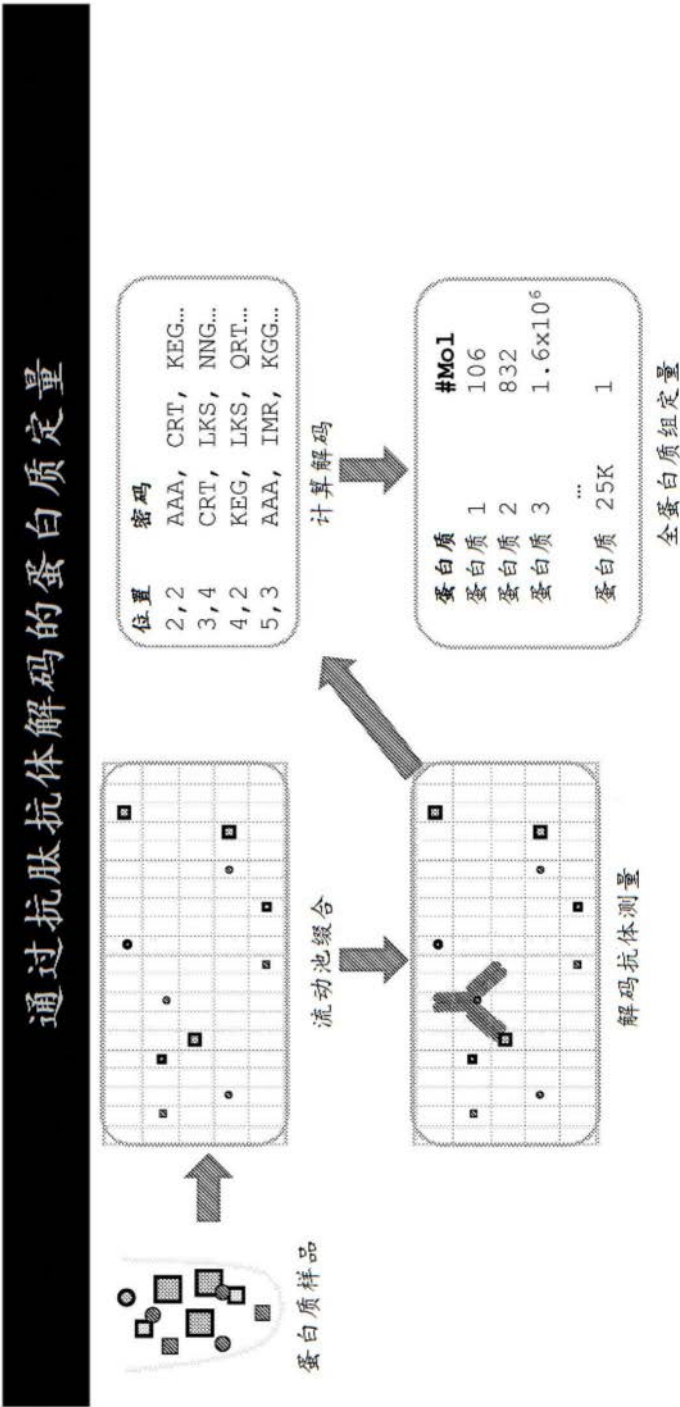 通过抗肽抗体解码的蛋白质定量
蛋白质样品
流动池缀合
解码抗体测量
位置 密码
2,2 AAA, CRT, KEG…
3,4 CRT, LKS, NNG…
4,2 KEG, LKS, QRT…
5,3 AAA, IMR, KGG…
计算解码
蛋白质 #Mol
蛋白质 1 106
蛋白质 2 832
蛋白质 3 1.6x10⁶
…
蛋白质 25K 1
全蛋白质组定量